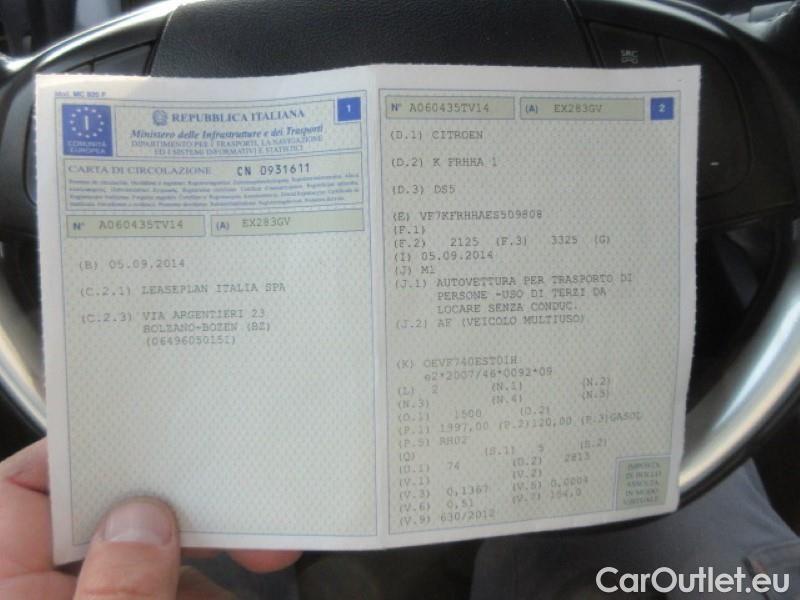 SRC
Mod. MC 820 F
1
REPUBBLICA ITALIANA
Ministero delle Infrastrutture e dei Trasporti
DIPARTIMENTO PER I TRASPORTI, LA NAVIGAZIONE
ED I SISTEMI INFORMATIVI E STATISTICI
I
COMUNITÀ
EUROPEA
CARTA DI CIRCOLAZIONE CN 0931611
N° A060435TV14 (A) EX283GV
(B) 05.09.2014
(C.2.1) LEASEPLAN ITALIA SPA
(C.2.3) VIA ARGENTIERI 23
BOLZANO-BOZEN (BZ)
(06496050151)
N° A060435TV14 (A) EX283GV 2
(D.1) CITROEN
(D.2) K FRHHA 1
(D.3) DS5
(E) VF7KFRHHAES509808
(F.1)
(F.2) 2125 (F.3) 3325 (G)
(I) 05.09.2014
(J) M1
(J.1) AUTOVETTURA PER TRASPORTO DI
PERSONE -USO DI TERZI DA
LOCARE SENZA CONDUC.
(J.2) AF (VEICOLO MULTIUSO)
(K) OEVF740EST01H
e2*2007/46*0092*09
(L) 2 (N.1) (N.2)
(N.3) (N.4) (N.5)
(O.1) 1500 (O.2)
(P.1) 1997,00 (P.2)120,00 (P.3)GASOL
(P.5) RH02
(Q) (S.1) 5 (S.2)
(U.1) 74 (U.2) 2813
(V.1) (V.2)
(V.3) 0,1367 (V.5) 0,0004
(V.6) 0,51 (V.7) 154,0
(V.9) 630/2012
IMPOSTA
DI BOLLO
ASSOLTA
IN MODO
VIRTUALE
CarOutlet.eu